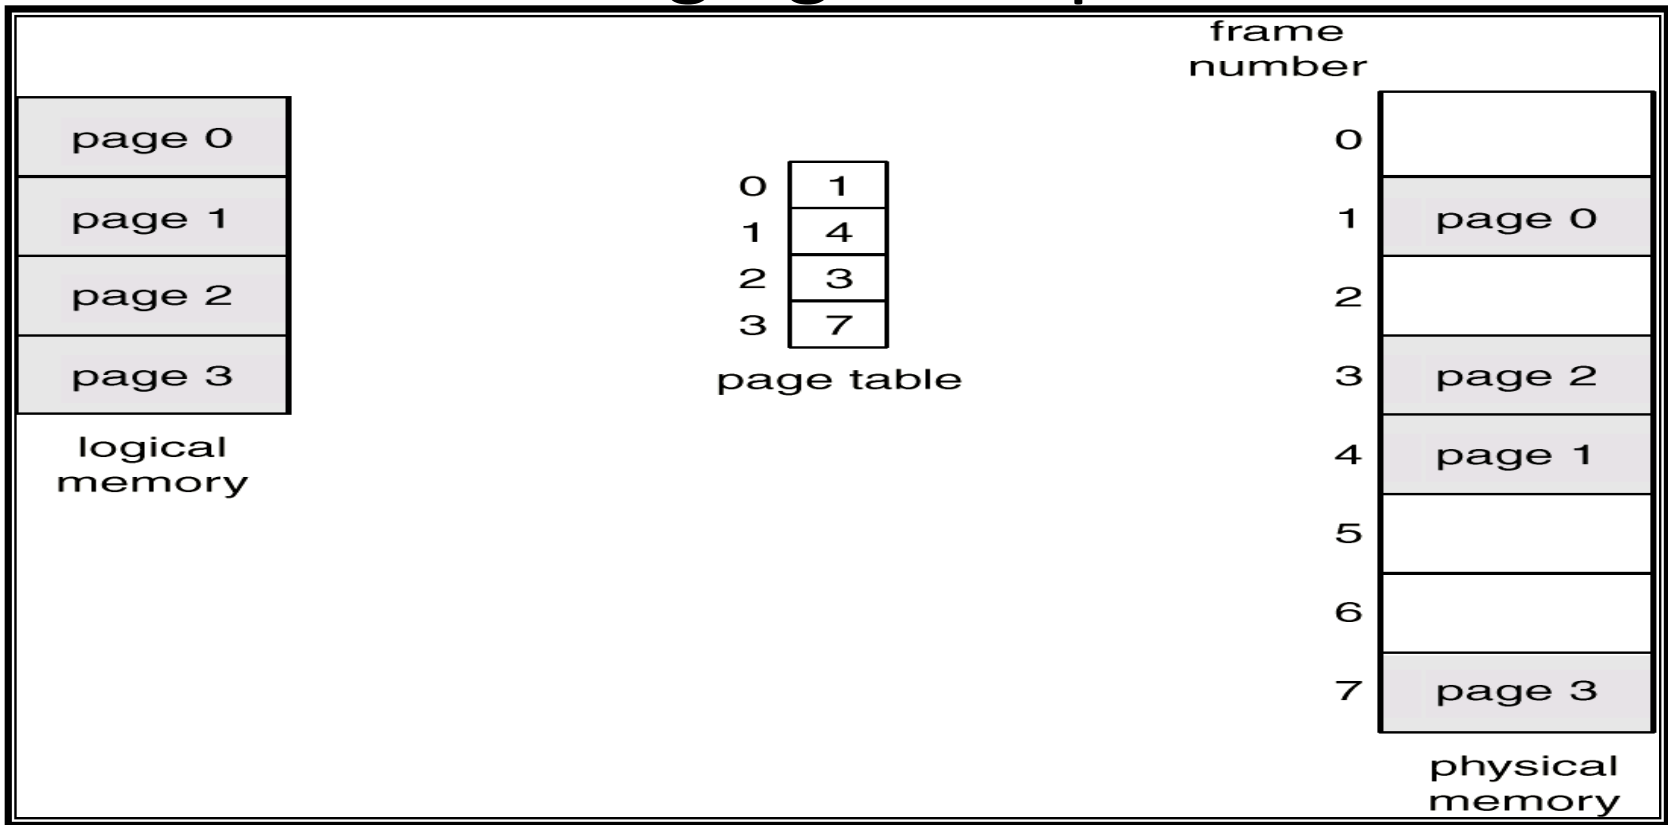 page 0
page 1
page 2
page 3
logical
memory
0 1
1 4
2 3
3 7
page table
frame
number
0
1 page 0
2
3 page 2
4 page 1
5
6
7 page 3
physical
memory